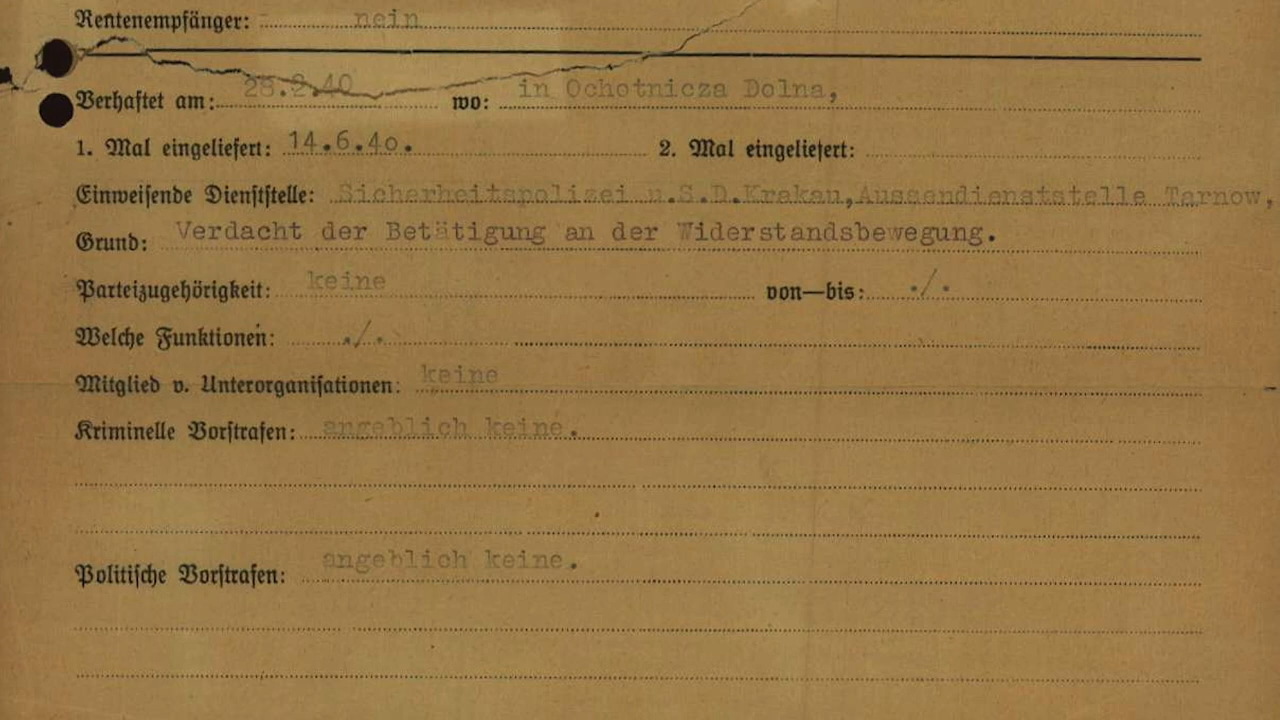 Rentenempfänger: nein
Verhaftet am: 28.2.40 wo: in Ochotnicza Dolna,
1. Mal eingeliefert: 14.6.40. 2. Mal eingeliefert:
Einweisende Dienststelle: Sicherheitspolizei u.S.D.Krakau,Aussendienststelle Tarnow,
Grund: Verdacht der Betätigung an der Widerstandsbewegung.
Parteizugehörigkeit: keine von—bis: ./.
Welche Funktionen: ./.
Mitglied v. Unterorganisationen: keine
Kriminelle Vorstrafen: angeblich keine.
Politische Vorstrafen: angeblich keine.